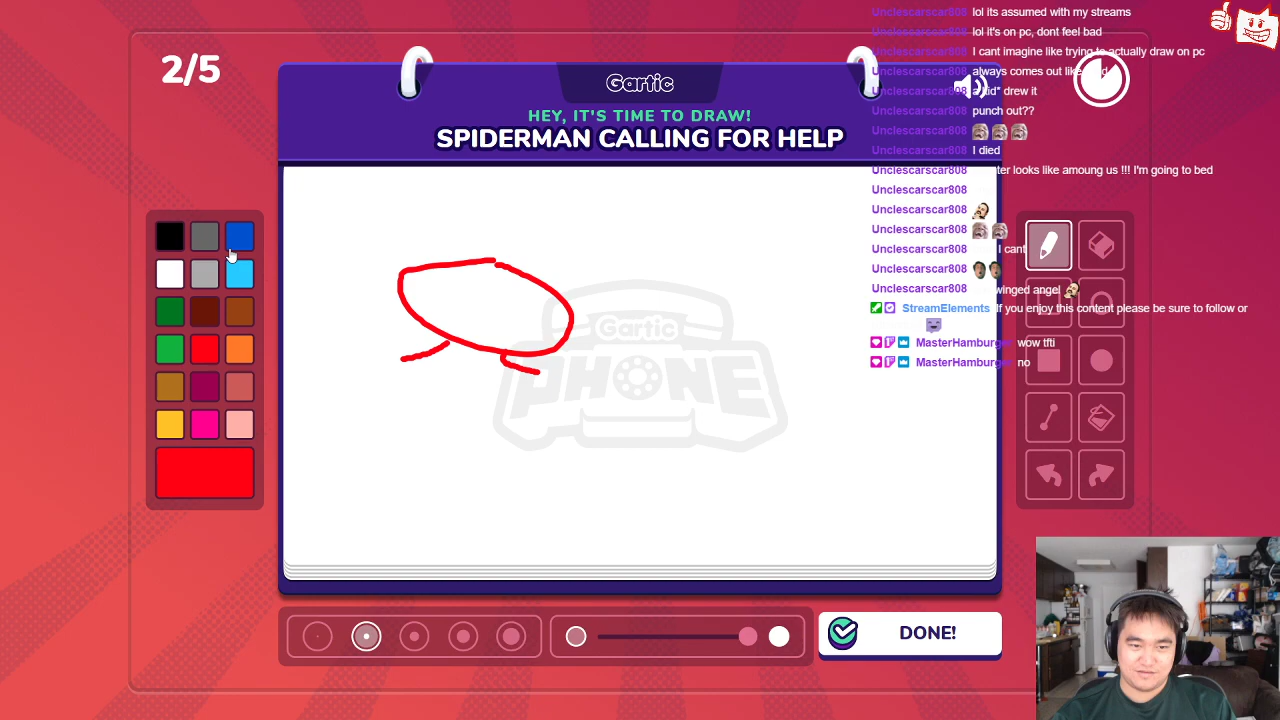 2/5
Gartic
HEY, IT'S TIME TO DRAW!
SPIDERMAN CALLING FOR HELP
Gartic
PHONE
DONE!
Unclescarscar808 lol its assumed with my streams
Unclescarscar808 lol it's on pc, dont feel bad
Unclescarscar808 I cant imagine like trying to actually draw on pc
Unclescarscar808 always comes out like
Unclescarscar808 drew it
Unclescarscar808 punch out??
Unclescarscar808
Unclescarscar808 I died
Unclescarscar808 looks like amoung us !!! I'm going to bed
Unclescarscar808
Unclescarscar808
Unclescarscar808
Unclescarscar808 I cant
Unclescarscar808
Unclescarscar808 winged angel
StreamElements If you enjoy this content please be sure to follow or
MasterHamburger wow tfti
MasterHamburger no